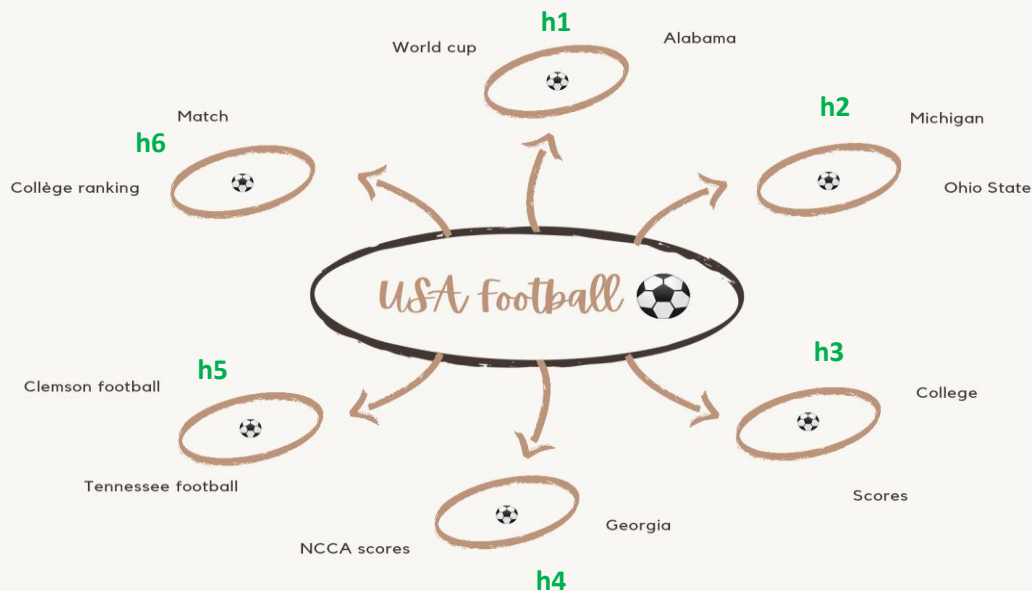 h1
World cup
Alabama
h2
Michigan
Ohio State
Match
h6
Collège ranking
USA Football
h3
College
Scores
h5
Clemson football
Tennessee football
NCCA scores
Georgia
h4